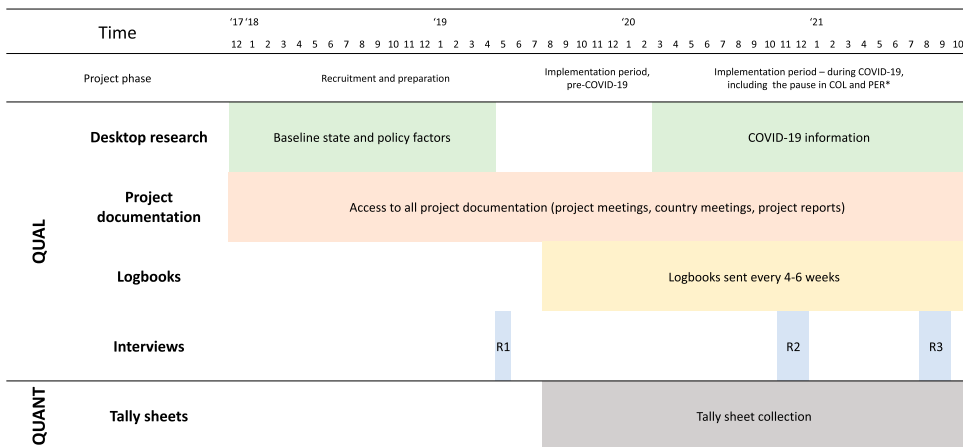 Time
‘17 ‘18 ‘19 ‘20 ‘21
12 1 2 3 4 5 6 7 8 9 10 11 12 1 2 3 4 5 6 7 8 9 10 11 12 1 2 3 4 5 6 7 8 9 10 11 12 1 2 3 4 5 6 7 8 9 10
Project phase
Recruitment and preparation
Implementation period,
pre-COVID-19
Implementation period – during COVID-19,
including the pause in COL and PER*
QUAL
Desktop research
Baseline state and policy factors
COVID-19 information
Project
documentation
Access to all project documentation (project meetings, country meetings, project reports)
Logbooks
Logbooks sent every 4-6 weeks
Interviews
R1
R2
R3
QUANT
Tally sheets
Tally sheet collection